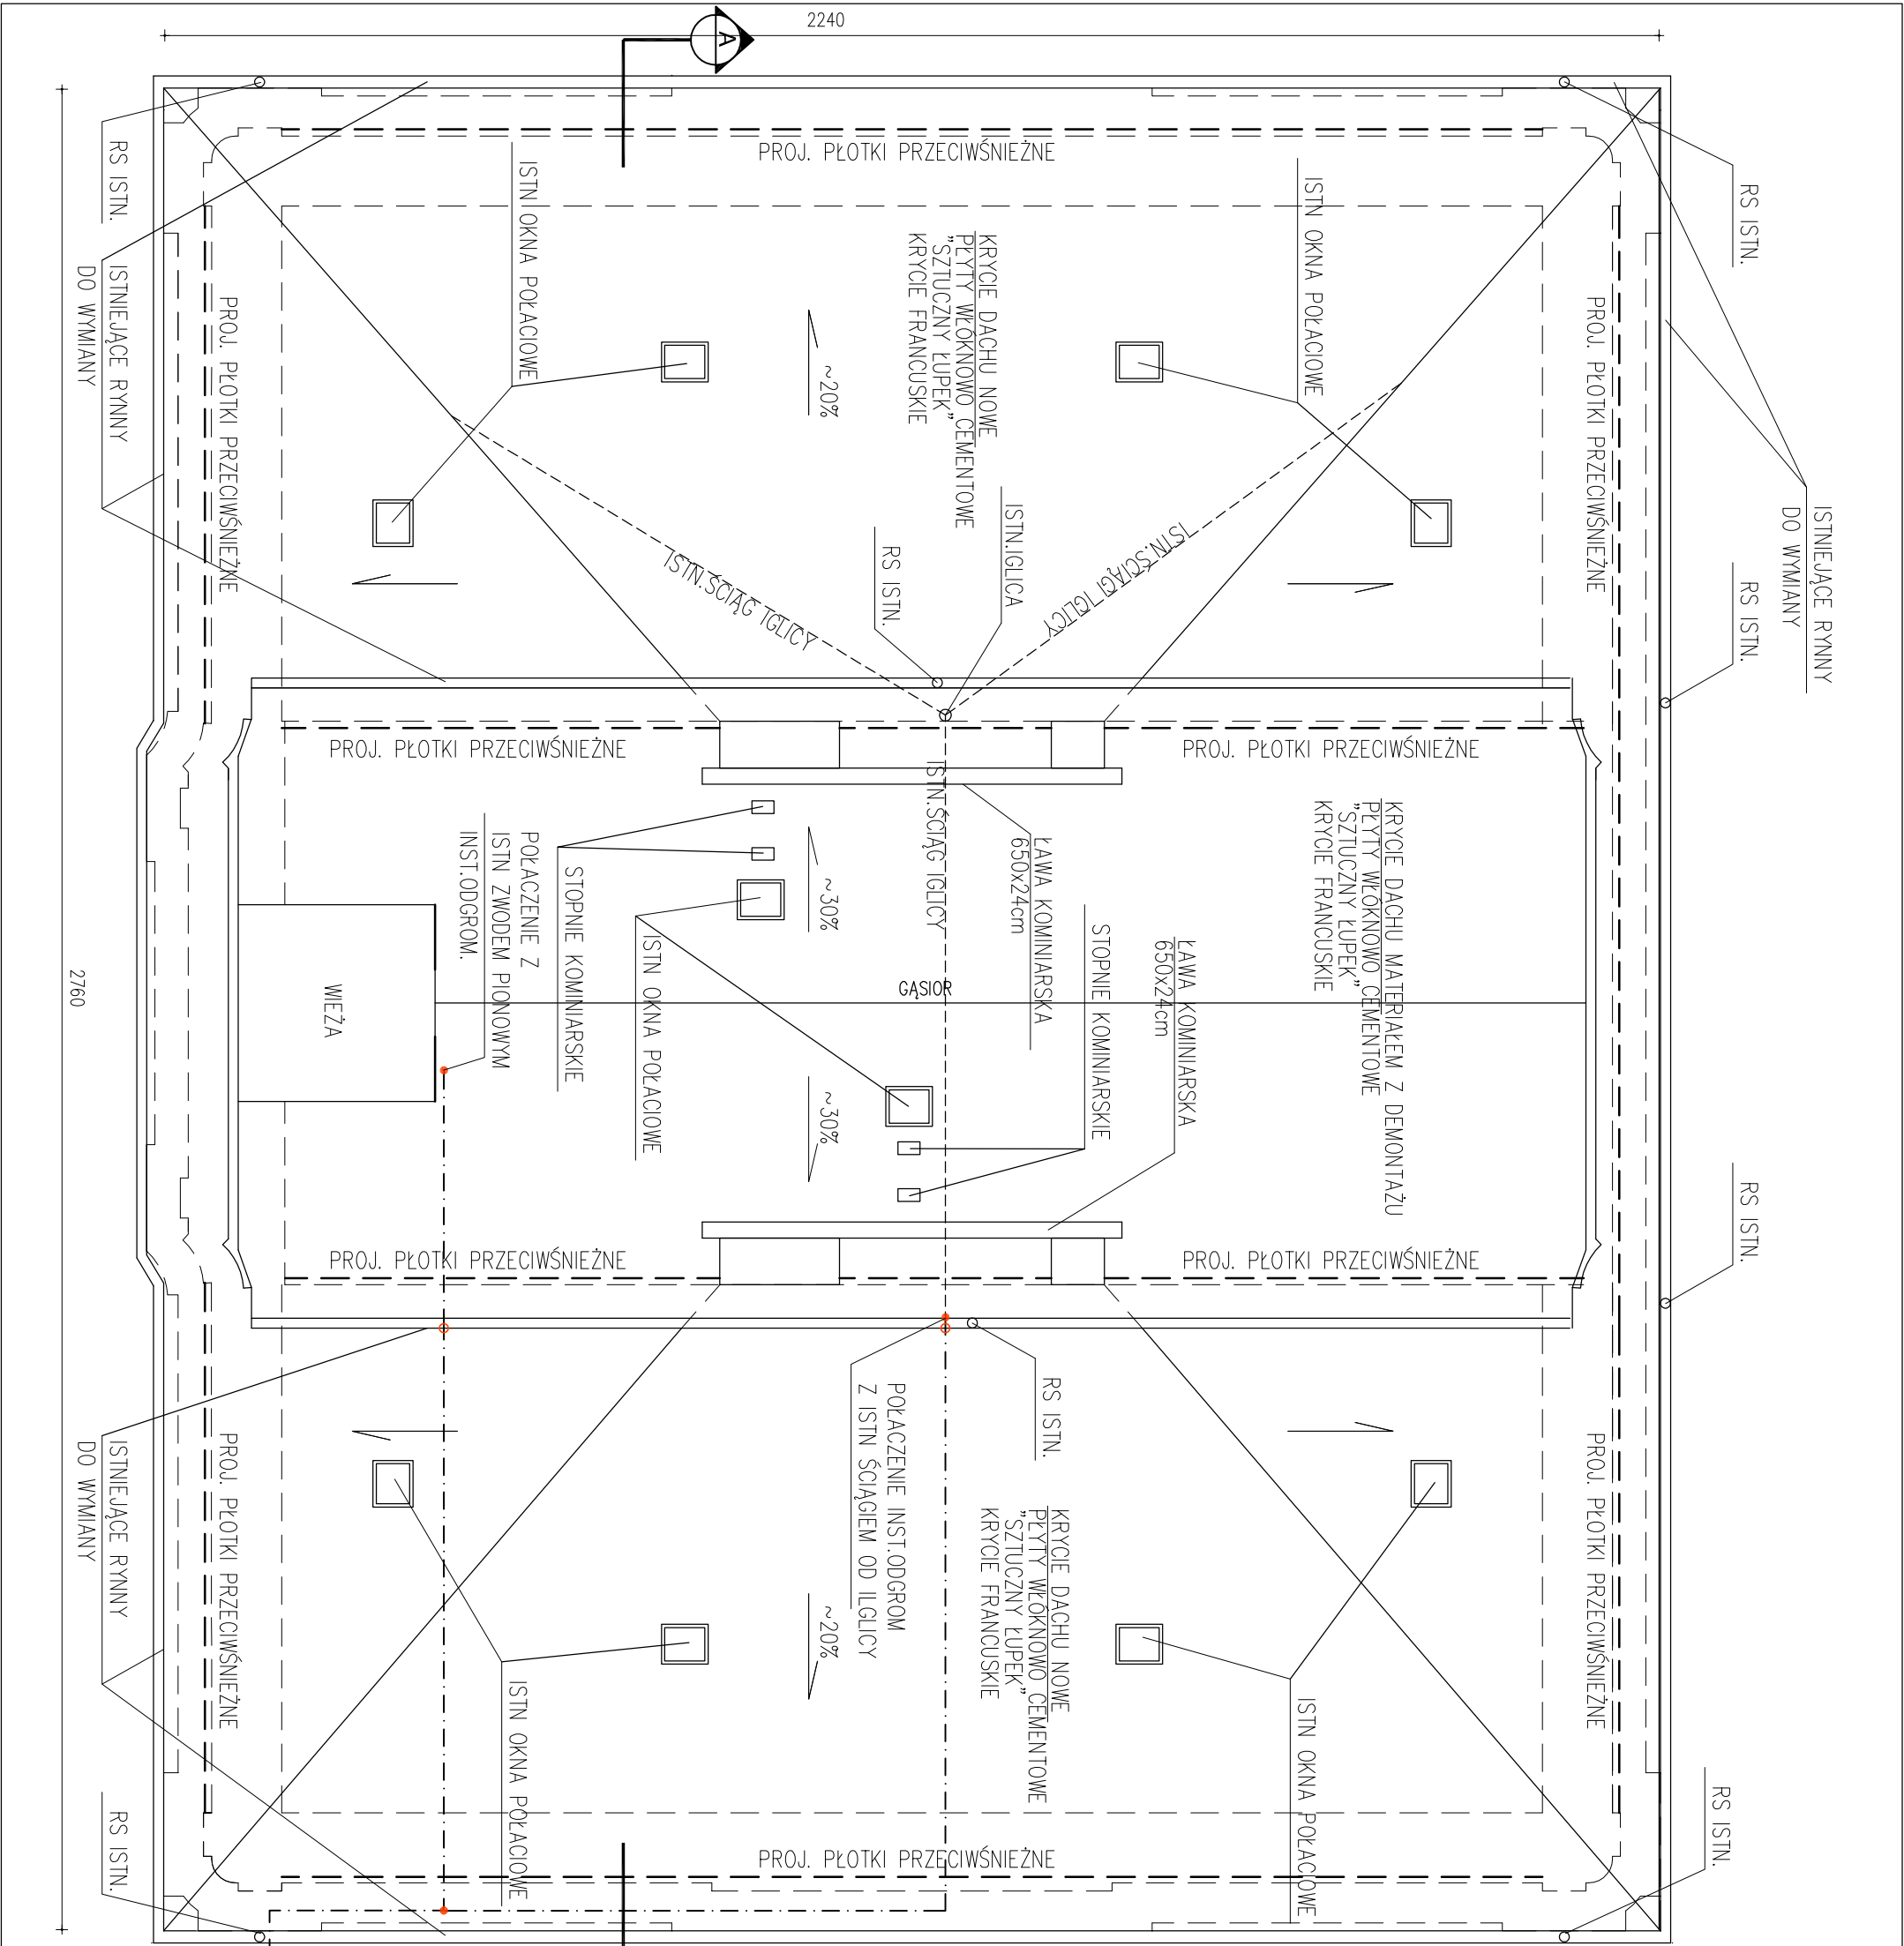 2240
A
PROJ. PŁOTKI PRZECIWŚNIEŻNE
RS ISTN.
ISTNIEJĄCE RYNNY
DO WYMIANY
PROJ. PŁOTKI PRZECIWŚNIEŻNE
ISTN OKNA POŁACIOWE
~20%
KRYCIE DACHU NOWE
PŁYTY WŁÓKNOWO CEMENTOWE
"SZTUCZNY ŁUPEK"
KRYCIE FRANCUSKIE
ISTN OKNA POŁACIOWE
PROJ. PŁOTKI PRZECIWŚNIEŻNE
RS ISTN.
ISTNIEJĄCE RYNNY
DO WYMIANY
RS ISTN.
ISTN.ŚCIĄG IGLICY
RS ISTN.
ISTN.IGLICA
ISTN.ŚCIĄGI IGLICY
PROJ. PŁOTKI PRZECIWŚNIEŻNE
PROJ. PŁOTKI PRZECIWŚNIEŻNE
ISTN.ŚCIĄG IGLICY
ŁAWA KOMINIARSKA
650x24cm
STOPNIE KOMINIARSKIE
ŁAWA KOMINIARSKA
650x24cm
KRYCIE DACHU MATERIAŁEM Z DEMONTAŻU
PŁYTY WŁÓKNOWO CEMENTOWE
"SZTUCZNY ŁUPEK"
KRYCIE FRANCUSKIE
~30%
POŁACZENIE Z
ISTN ZWODEM PIONOWYM
INST.ODGROM.
STOPNIE KOMINIARSKIE
ISTN OKNA POŁACIOWE
GĄSIOR
WIEŻA
2760
~30%
RS ISTN.
PROJ. PŁOTKI PRZECIWŚNIEŻNE
PROJ. PŁOTKI PRZECIWŚNIEŻNE
RS ISTN.
POŁACZENIE INST.ODGROM
Z ISTN ŚCIĄGIEM OD ILGLICY
KRYCIE DACHU NOWE
PŁYTY WŁÓKNOWO CEMENTOWE
"SZTUCZNY ŁUPEK"
KRYCIE FRANCUSKIE
~20%
ISTNIEJĄCE RYNNY
DO WYMIANY
PROJ. PŁOTKI PRZECIWŚNIEŻNE
PROJ. PŁOTKI PRZECIWŚNIEŻNE
ISTN OKNA POŁACIOWE
ISTN OKNA POŁACIOWE
RS ISTN.
RS ISTN.
PROJ. PŁOTKI PRZECIWŚNIEŻNE